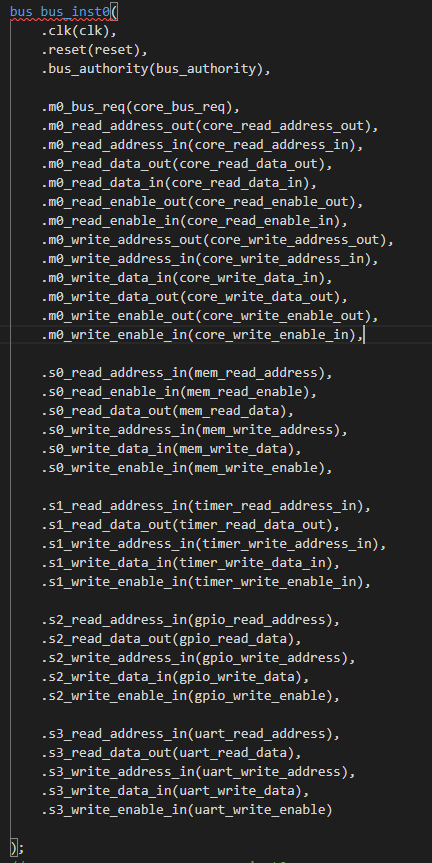 bus bus_inst0(
.clk(clk),
.reset(reset),
.bus_authority(bus_authority),
.m0_bus_req(core_bus_req),
.m0_read_address_out(core_read_address_out),
.m0_read_address_in(core_read_address_in),
.m0_read_data_out(core_read_data_out),
.m0_read_data_in(core_read_data_in),
.m0_read_enable_out(core_read_enable_out),
.m0_read_enable_in(core_read_enable_in),
.m0_write_address_out(core_write_address_out),
.m0_write_address_in(core_write_address_in),
.m0_write_data_in(core_write_data_in),
.m0_write_data_out(core_write_data_out),
.m0_write_enable_out(core_write_enable_out),
.m0_write_enable_in(core_write_enable_in),
.s0_read_address_in(mem_read_address),
.s0_read_enable_in(mem_read_enable),
.s0_read_data_out(mem_read_data),
.s0_write_address_in(mem_write_address),
.s0_write_data_in(mem_write_data),
.s0_write_enable_in(mem_write_enable),
.s1_read_address_in(timer_read_address_in),
.s1_read_data_out(timer_read_data_out),
.s1_write_address_in(timer_write_address_in),
.s1_write_data_in(timer_write_data_in),
.s1_write_enable_in(timer_write_enable_in),
.s2_read_address_in(gpio_read_address),
.s2_read_data_out(gpio_read_data),
.s2_write_address_in(gpio_write_address),
.s2_write_data_in(gpio_write_data),
.s2_write_enable_in(gpio_write_enable),
.s3_read_address_in(uart_read_address),
.s3_read_data_out(uart_read_data),
.s3_write_address_in(uart_write_address),
.s3_write_data_in(uart_write_data),
.s3_write_enable_in(uart_write_enable)
);